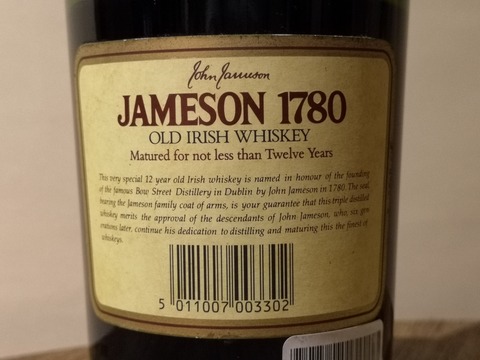 John Jameson
JAMESON 1780
OLD IRISH WHISKEY
Matured for not less than Twelve Years
This very special 12 year old Irish whiskey is named in honour of the founding
of the famous Bow Street Distillery in Dublin by John Jameson in 1780. The seal,
bearing the Jameson family coat of arms, is your guarantee that this triple distilled
whiskey merits the approval of the descendants of John Jameson, who, six gen
erations later, continue his dedication to distilling and maturing this the finest of
whiskeys.
5 011007 003302